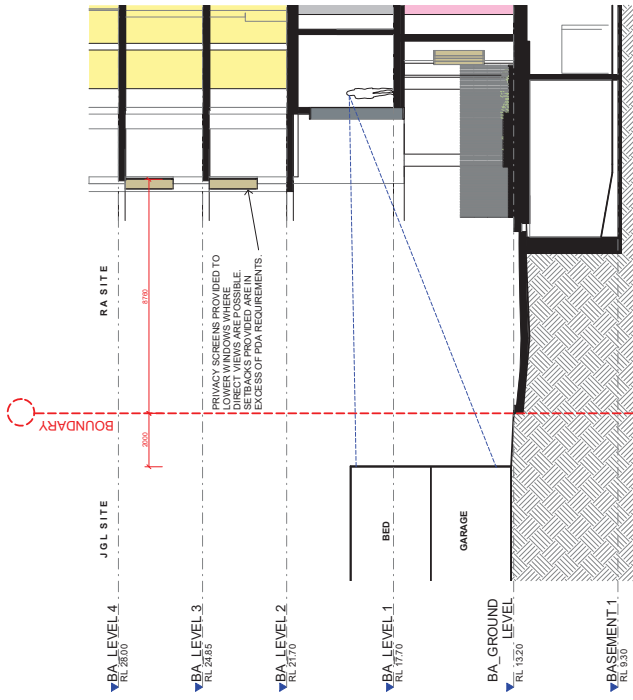 BOUNDARY
JGL SITE
RA SITE
2000
8760
PRIVACY SCREENS PROVIDED TO
LOWER WINDOWS WHERE
DIRECT VIEWS ARE POSSIBLE.
SETBACKS PROVIDED ARE IN
EXCESS OF PDA REQUIREMENTS.
BED
GARAGE
BA_LEVEL 4
RL 28.00
BA_LEVEL 3
RL 24.85
BA_LEVEL 2
RL 21.70
BA_LEVEL 1
RL 17.70
BA_GROUND
LEVEL
RL 13.20
BASEMENT 1
RL 9.30